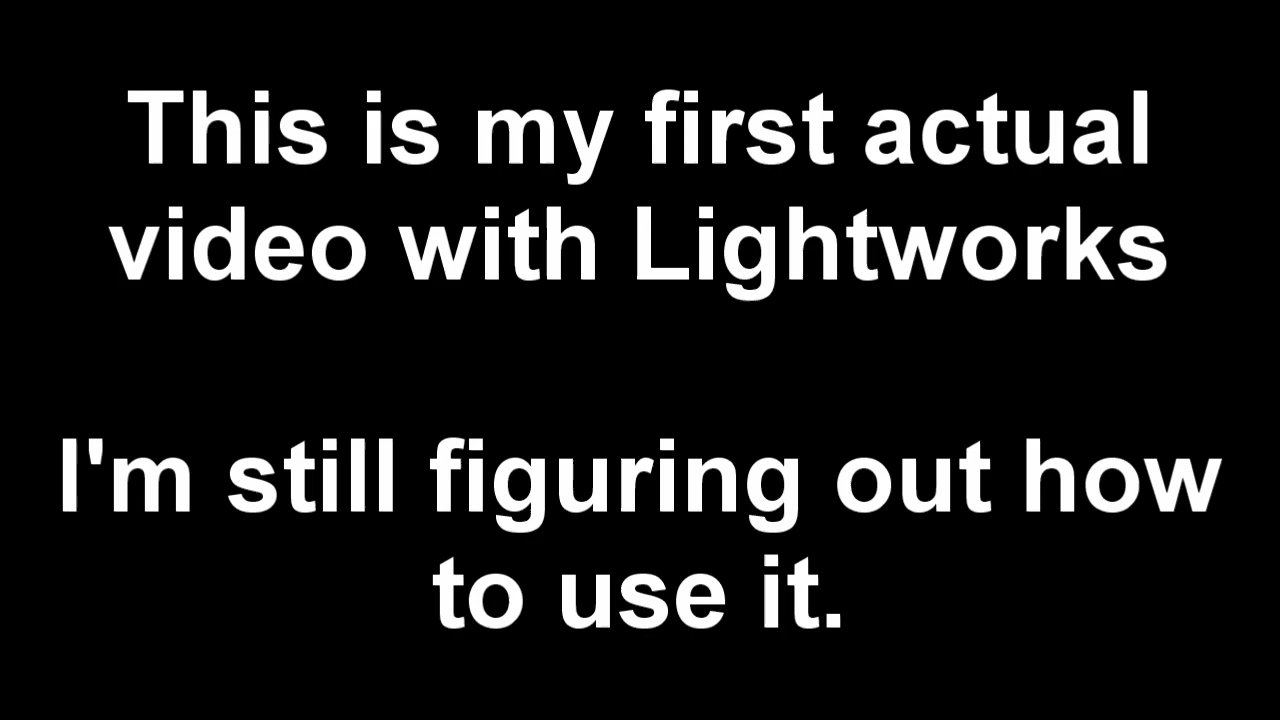 This is my first actual
video with Lightworks
I'm still figuring out how
to use it.